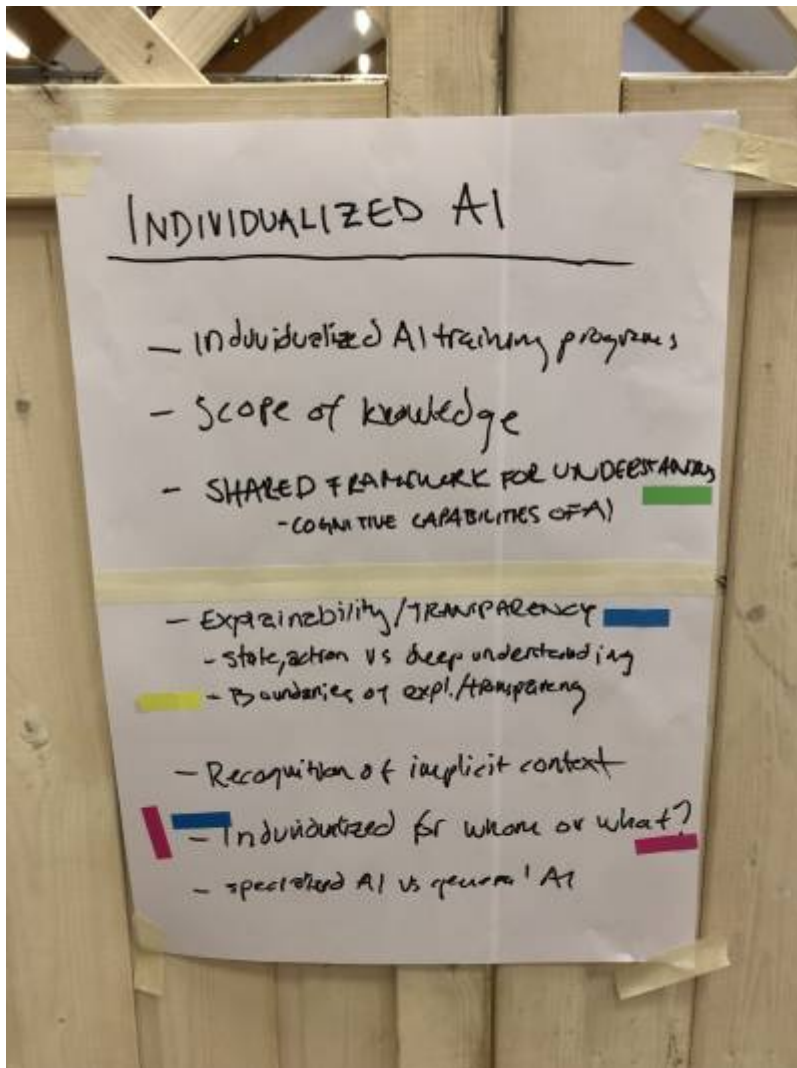 INDIVIDUALIZED AI
- Individualized AI training programs
- Scope of knowledge
- SHARED FRAMEWORK FOR UNDERSTANDING
- COGNITIVE CAPABILITIES OF AI
- Explainability/TRANSPARENCY
- State, action vs deep understanding
- Boundaries of expl./transparency
- Recognition of implicit context
- Individualized for whom or what?
- specialized AI vs general AI